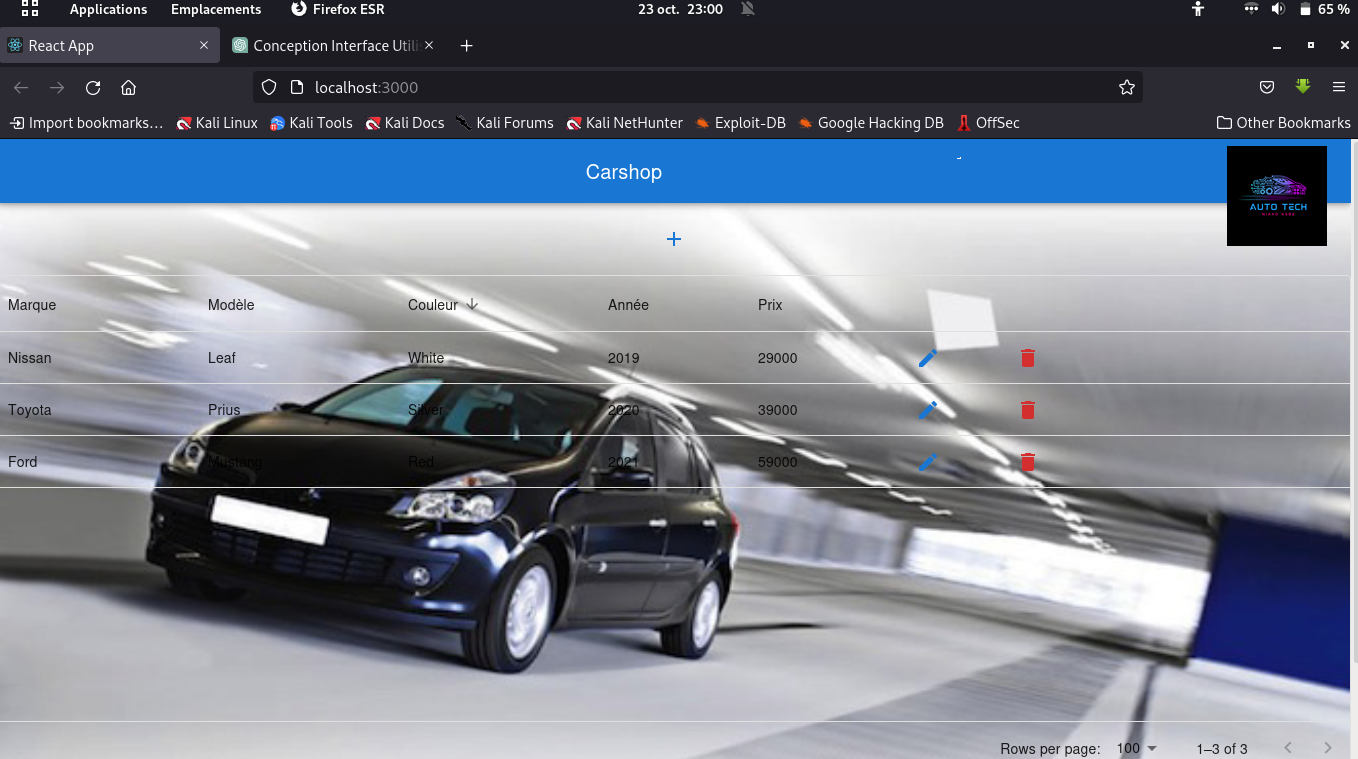 Applications Emplacements Firefox ESR 23 oct. 23:00 65 %
React App Conception Interface Utili
localhost:3000
Import bookmarks... Kali Linux Kali Tools Kali Docs Kali Forums Kali NetHunter Exploit-DB Google Hacking DB OffSec Other Bookmarks
Carshop
AUTO TECH
Marque Modèle Couleur Année Prix
Nissan Leaf White 2019 29000
Toyota Prius Silver 2020 39000
Ford Mustang Red 2021 59000
Rows per page: 100 1–3 of 3